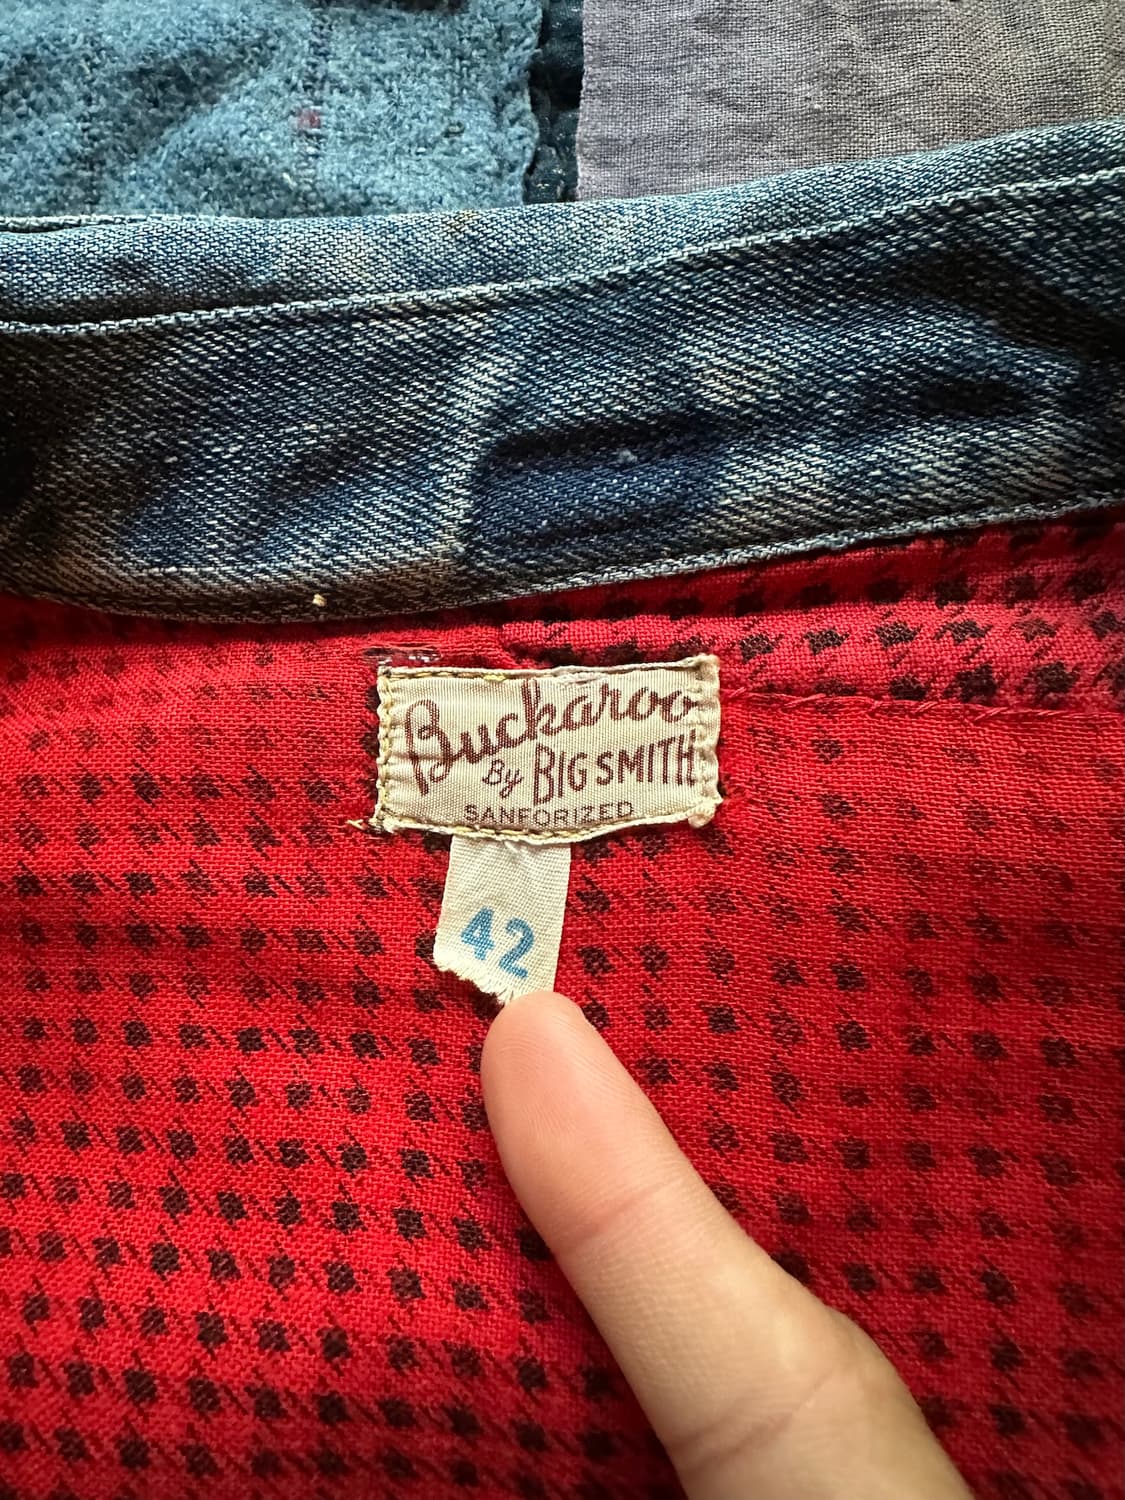 Buckaroo
By BIG SMITH
SANFORIZED
42